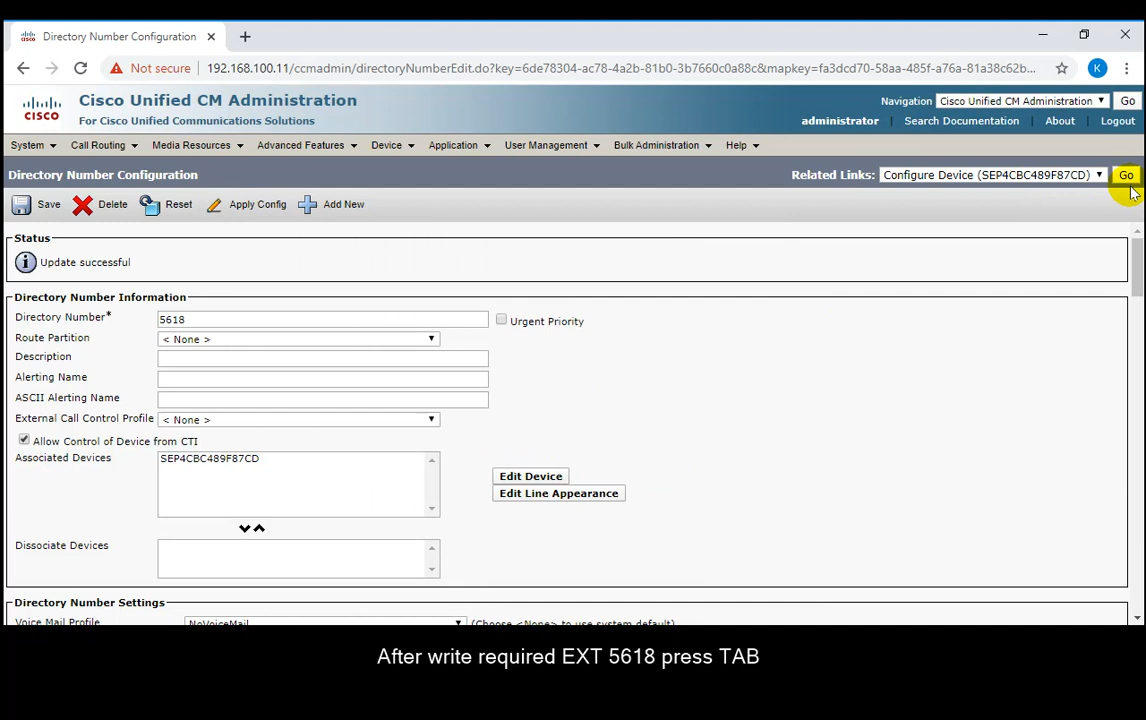 Directory Number Configuration
Not secure 192.168.100.11/ccmadmin/directoryNumberEdit.do?key=6de78304-ac78-4a2b-81b0-3b7660c0a88c&mapkey=fa3dcd70-58aa-485f-a76a-81a38c62b... K
CISCO Cisco Unified CM Administration Navigation Cisco Unified CM Administration Go
For Cisco Unified Communications Solutions administrator Search Documentation About Logout
System Call Routing Media Resources Advanced Features Device Application User Management Bulk Administration Help
Directory Number Configuration Related Links: Configure Device (SEP4CBC489F87CD) Go
Save Delete Reset Apply Config Add New
Status
Update successful
Directory Number Information
Directory Number* 5618 Urgent Priority
Route Partition < None >
Description
Alerting Name
ASCII Alerting Name
External Call Control Profile < None >
Allow Control of Device from CTI
Associated Devices SEP4CBC489F87CD
Edit Device
Edit Line Appearance
Dissociate Devices
Directory Number Settings
Voice Mail Profile NoVoiceMail (Choose <None> to use system default)
After write required EXT 5618 press TAB